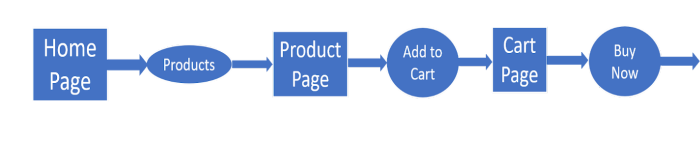 Home
Page
Products
Product
Page
Add to
Cart
Cart
Page
Buy
Now